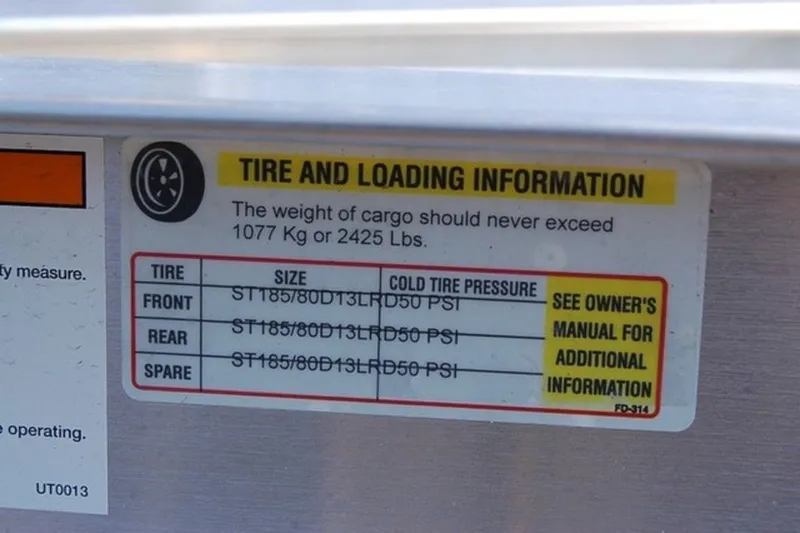 TIRE AND LOADING INFORMATION
The weight of cargo should never exceed
1077 Kg or 2425 Lbs.
TIRE SIZE COLD TIRE PRESSURE
FRONT ST185/80D13LRD50 PSI
REAR ST185/80D13LRD50 PSI
SPARE ST185/80D13LRD50 PSI
SEE OWNER'S
MANUAL FOR
ADDITIONAL
INFORMATION
FO-314
measure.
operating.
UT0013